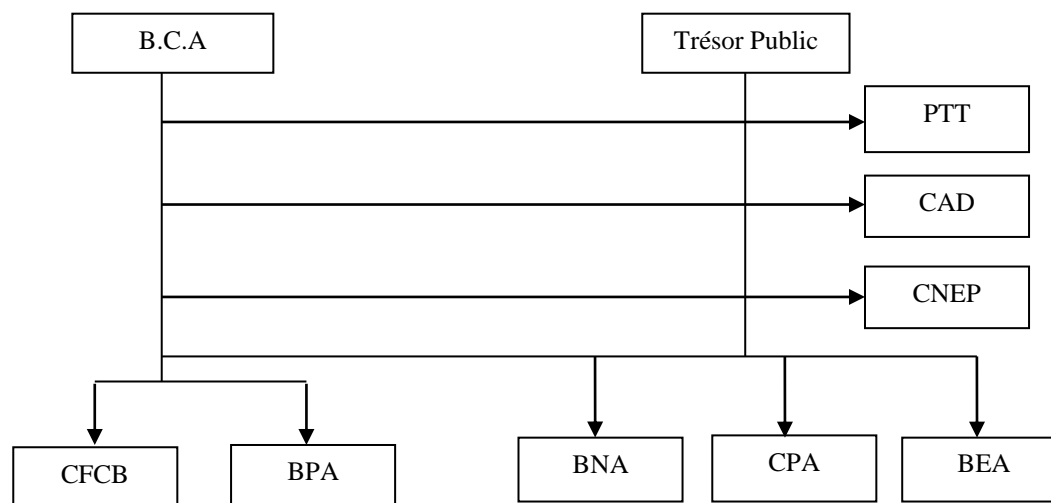 B.C.A
Trésor Public
PTT
CAD
CNEP
CFCB
BPA
BNA
CPA
BEA